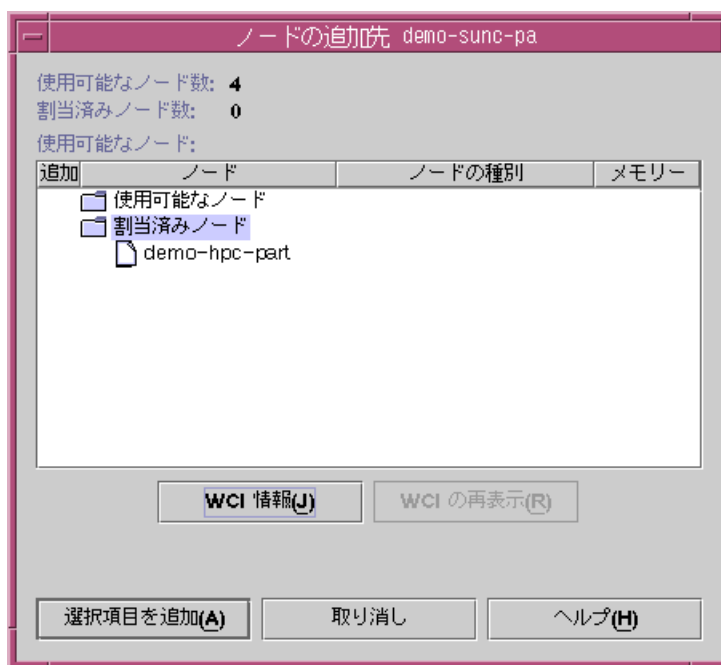 ノードの追加先 demo-sunc-pa
使用可能なノード数: 4
割当済みノード数: 0
使用可能なノード:
追加 ノード ノードの種別 メモリー
使用可能なノード
割当済みノード
demo-hpc-part
WCI 情報(J) WCI の再表示(R)
選択項目を追加(A) 取り消し ヘルプ(H)